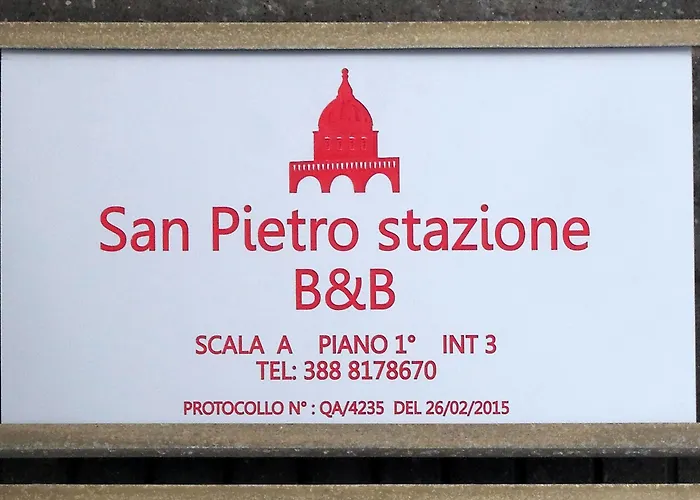 San Pietro stazione
B&B
SCALA A PIANO 1° INT 3
TEL: 388 8178670
PROTOCOLLO N° : QA/4235 DEL 26/02/2015